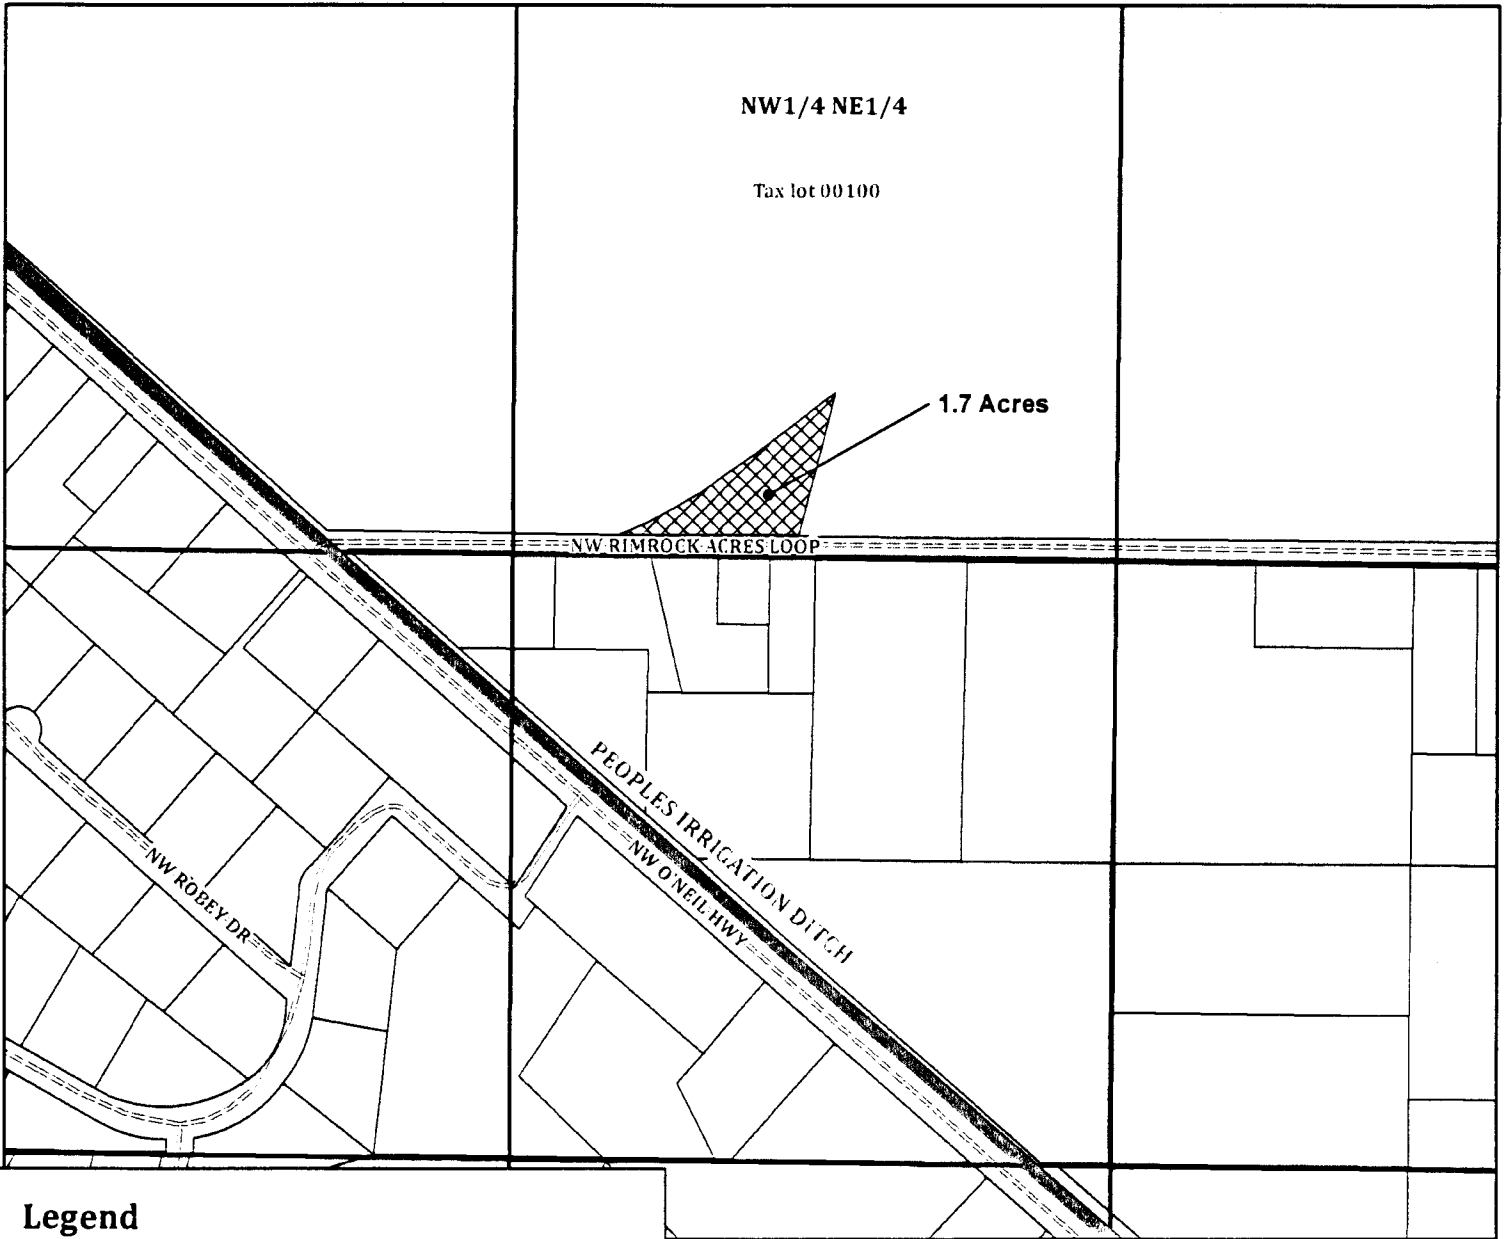 NW1/4 NE1/4
Tax lot 00100
1.7 Acres
NW RIMROCK ACRES LOOP
PEOPLES IRRIGATION DITCH
NW O'NEIL HWY
NW ROBEY DR
Legend